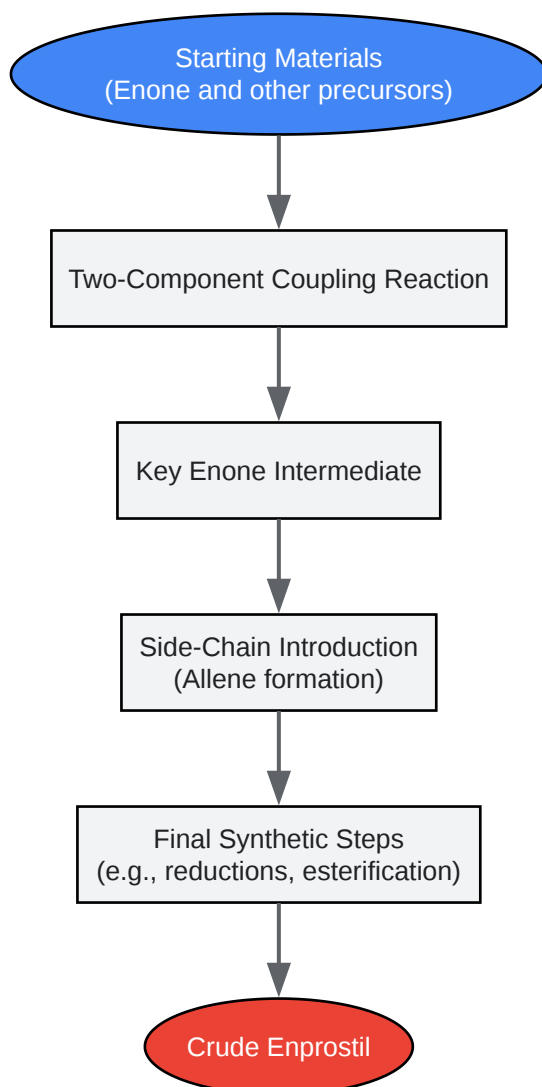 Starting Materials
(Enone and other precursors)
Two-Component Coupling Reaction
Key Enone Intermediate
Side-Chain Introduction
(Allene formation)
Final Synthetic Steps
(e.g., reductions, esterification)
Crude Enprostil